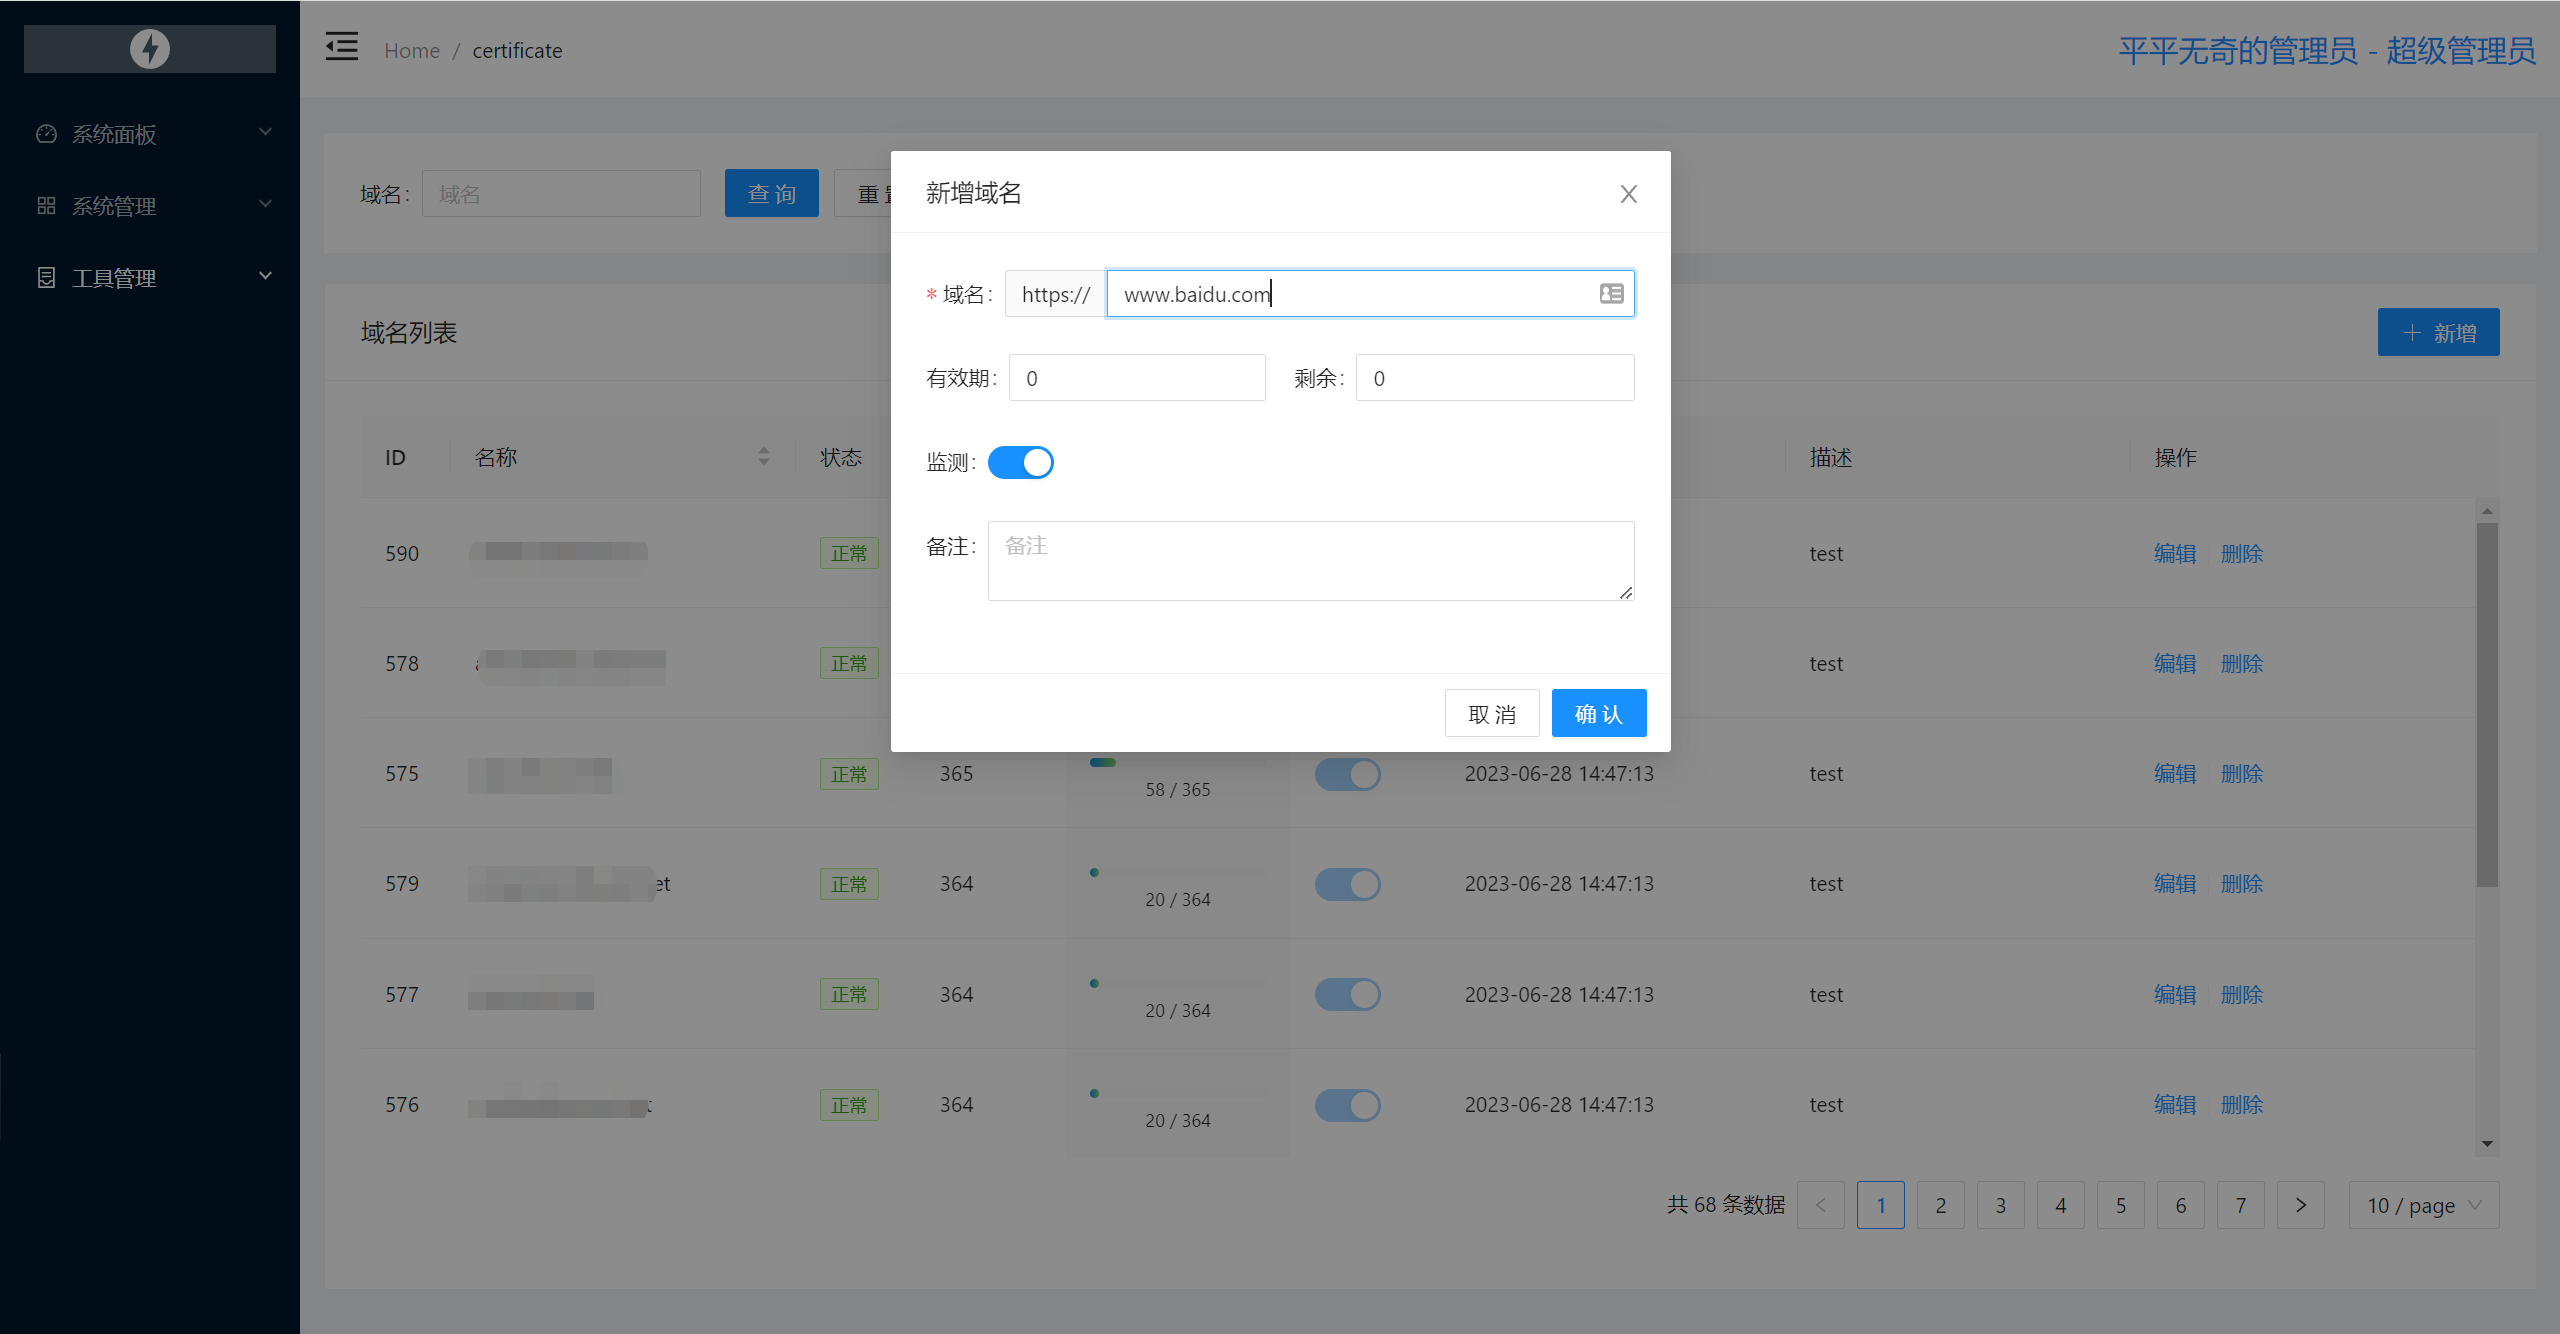 Home / certificate
平平无奇的管理员 - 超级管理员
系统面板
系统管理
工具管理
域名:
域名
查 询
重
域名列表
新增
ID
名称
状态
描述
操作
590
正常
test
编辑
删除
578
正常
test
编辑
删除
575
正常
365
58 / 365
2023-06-28 14:47:13
test
编辑
删除
579
et
正常
364
20 / 364
2023-06-28 14:47:13
test
编辑
删除
577
正常
364
20 / 364
2023-06-28 14:47:13
test
编辑
删除
576
正常
364
20 / 364
2023-06-28 14:47:13
test
编辑
删除
共 68 条数据
1
2
3
4
5
6
7
10 / page
新增域名
* 域名:
https://
www.baidu.com
有效期:
0
剩余:
0
监测:
备注:
备注
取 消
确 认